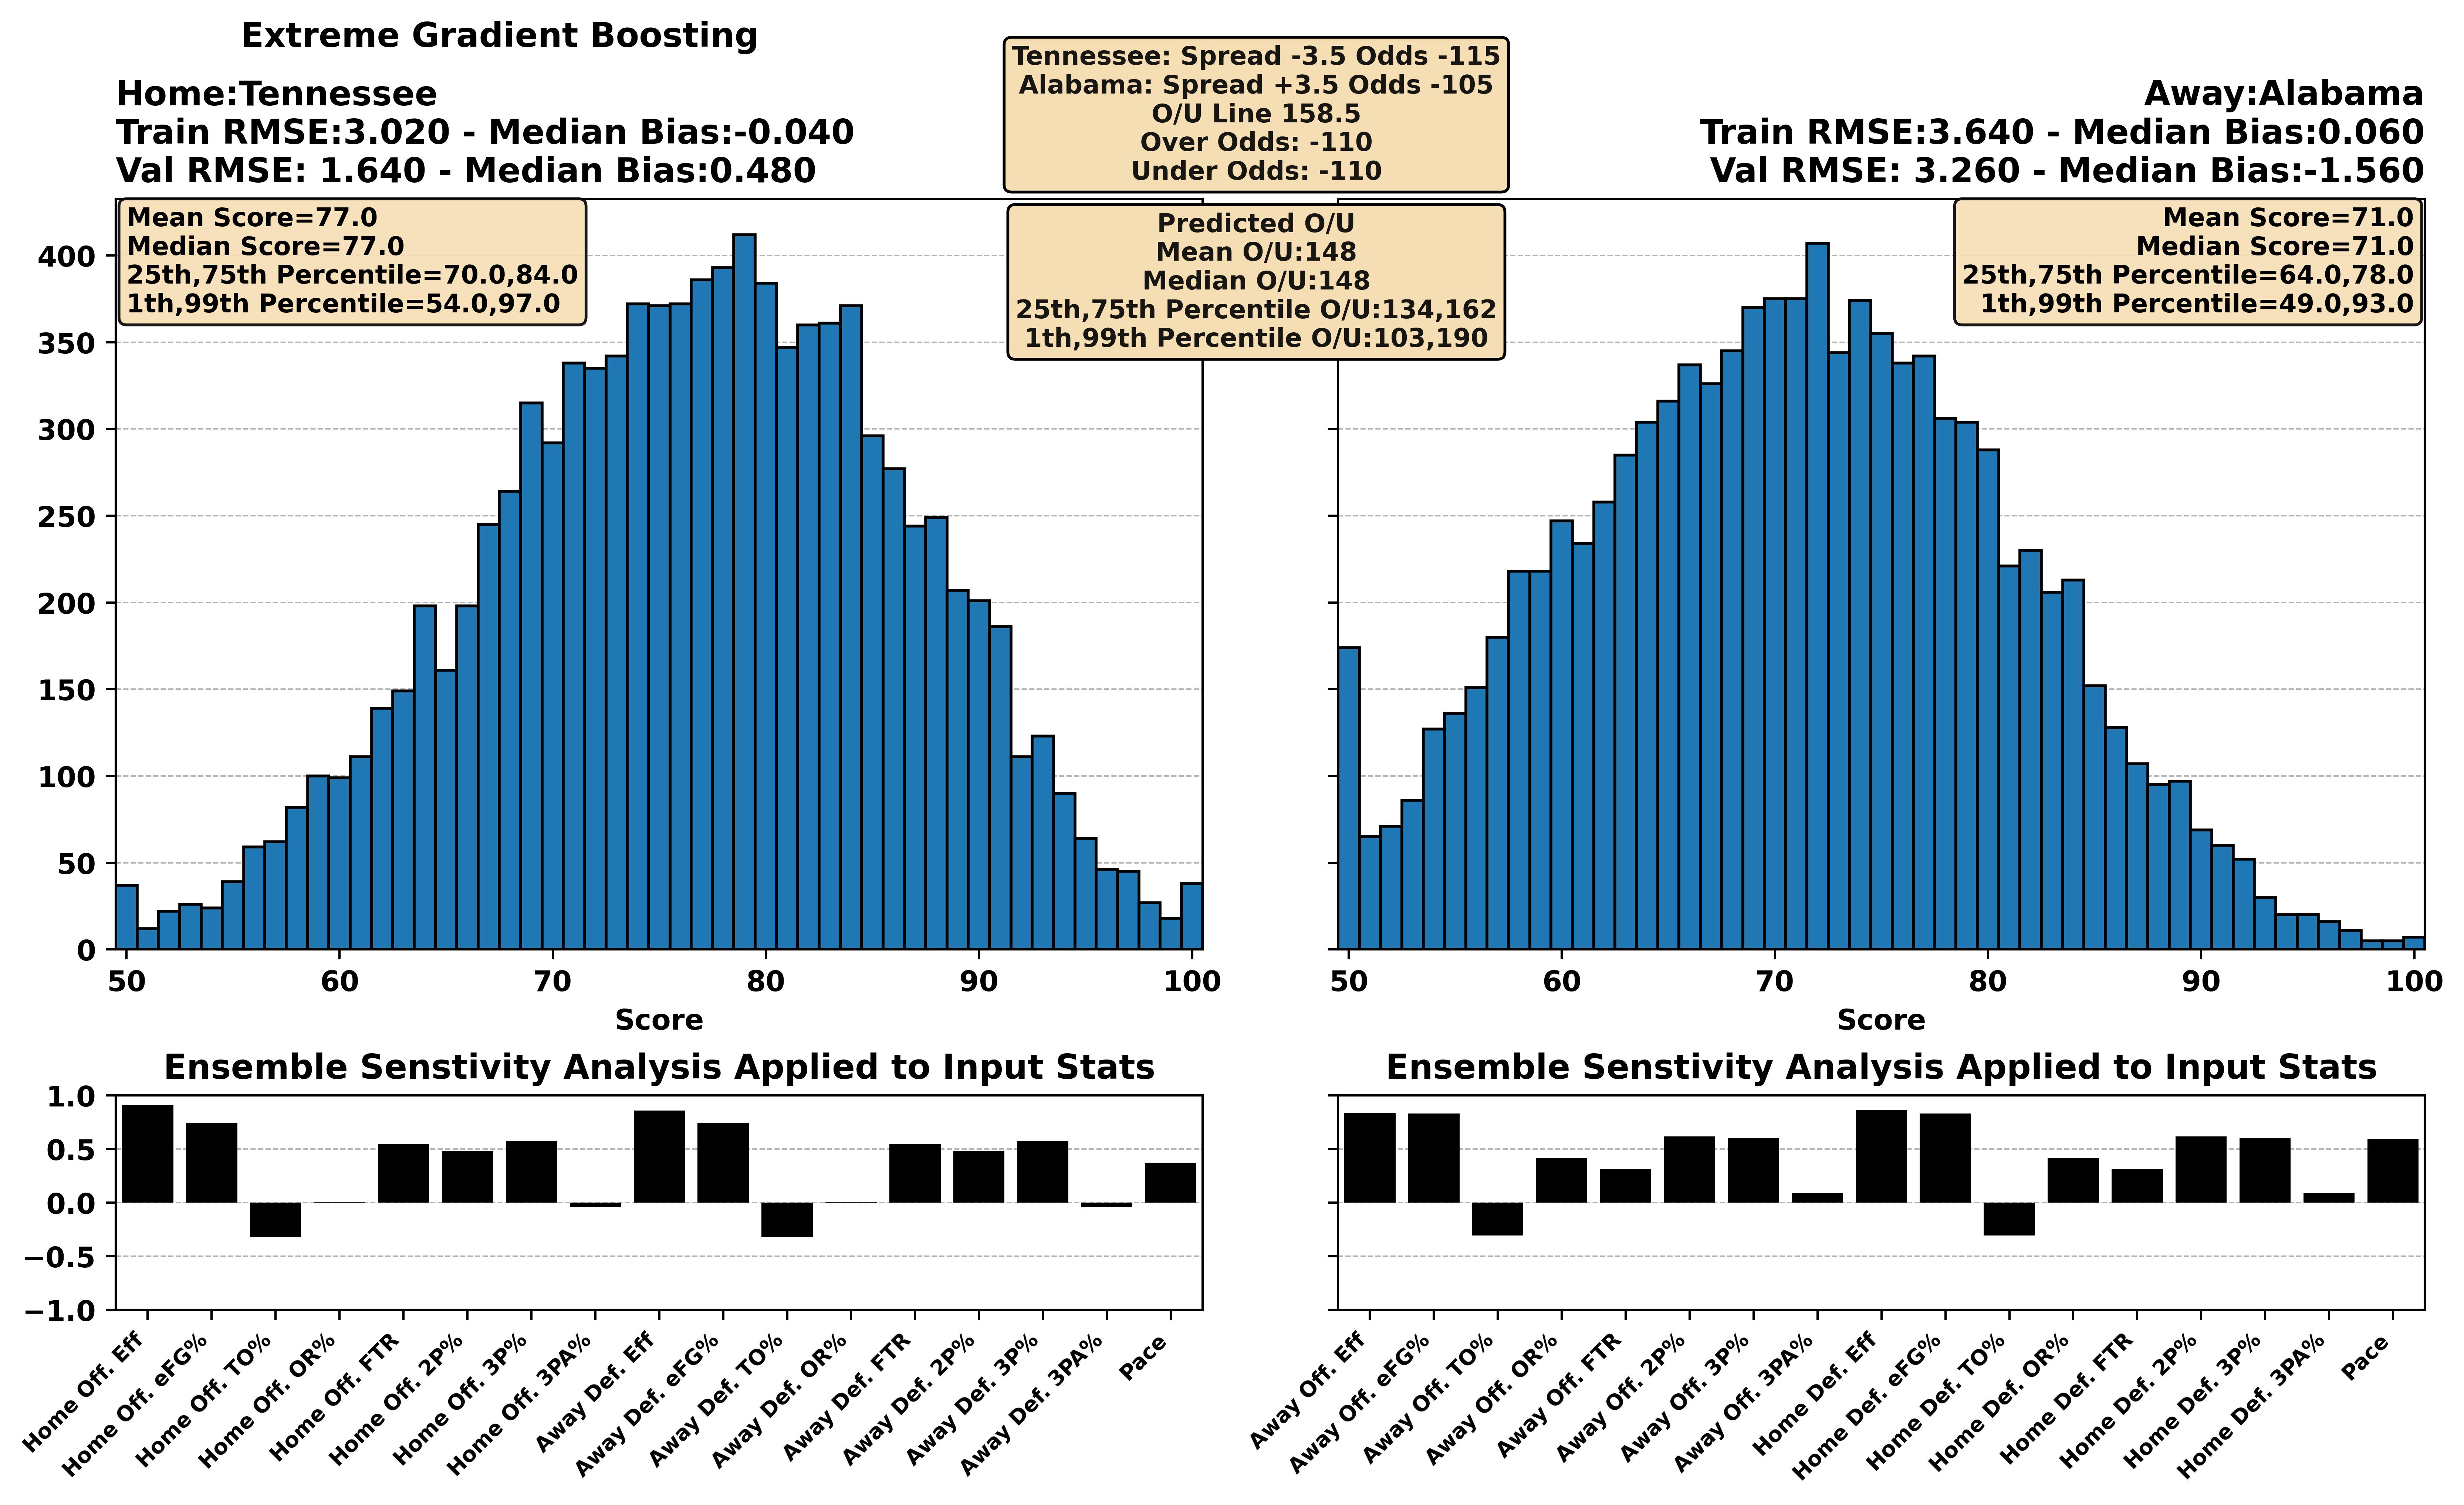 Extreme Gradient Boosting
Home:Tennessee
Train RMSE:3.020 - Median Bias:-0.040
Val RMSE: 1.640 - Median Bias:0.480
Tennessee: Spread -3.5 Odds -115
Alabama: Spread +3.5 Odds -105
O/U Line 158.5
Over Odds: -110
Under Odds: -110
Away:Alabama
Train RMSE:3.640 - Median Bias:0.060
Val RMSE: 3.260 - Median Bias:-1.560
Mean Score=77.0
Median Score=77.0
25th,75th Percentile=70.0,84.0
1th,99th Percentile=54.0,97.0
Predicted O/U
Mean O/U:148
Median O/U:148
25th,75th Percentile O/U:134,162
1th,99th Percentile O/U:103,190
Mean Score=71.0
Median Score=71.0
25th,75th Percentile=64.0,78.0
1th,99th Percentile=49.0,93.0
400
350
300
250
200
150
100
50
0
50 60 70 80 90 100
Score
50 60 70 80 90 100
Score
Ensemble Senstivity Analysis Applied to Input Stats
1.0
0.5
0.0
−0.5
−1.0
Home Off. Eff
Home Off. eFG%
Home Off. TO%
Home Off. OR%
Home Off. FTR
Home Off. 2P%
Home Off. 3P%
Home Off. 3PA%
Away Def. Eff
Away Def. eFG%
Away Def. TO%
Away Def. OR%
Away Def. FTR
Away Def. 2P%
Away Def. 3P%
Away Def. 3PA%
Pace
Ensemble Senstivity Analysis Applied to Input Stats
Away Off. Eff
Away Off. eFG%
Away Off. TO%
Away Off. OR%
Away Off. FTR
Away Off. 2P%
Away Off. 3P%
Away Off. 3PA%
Home Def. Eff
Home Def. eFG%
Home Def. TO%
Home Def. OR%
Home Def. FTR
Home Def. 2P%
Home Def. 3P%
Home Def. 3PA%
Pace